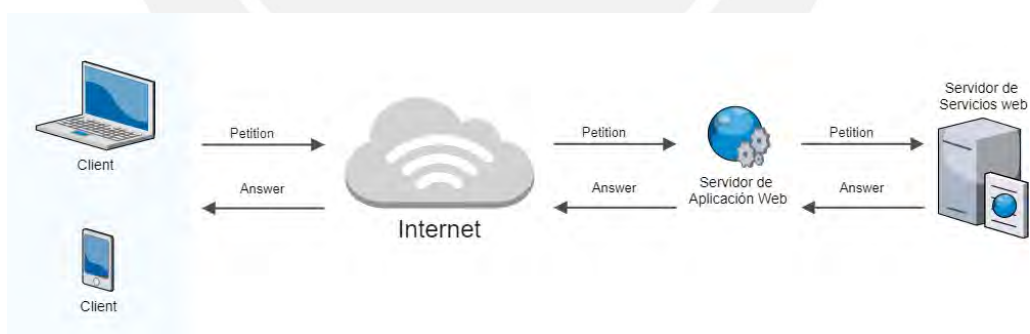 Client
Client
Petition
Answer
Internet
Petition
Answer
Servidor de
Aplicación Web
Petition
Answer
Servidor de
Servicios web